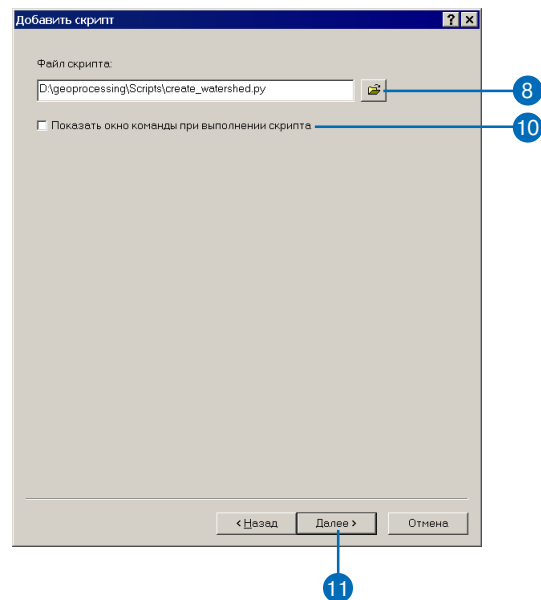 Добавить скрипт
Файл скрипта:
D:\geoprocessing\Scripts\create_watershed.py
8
Показать окно команды при выполнении скрипта
10
< Назад
Далее >
Отмена
11